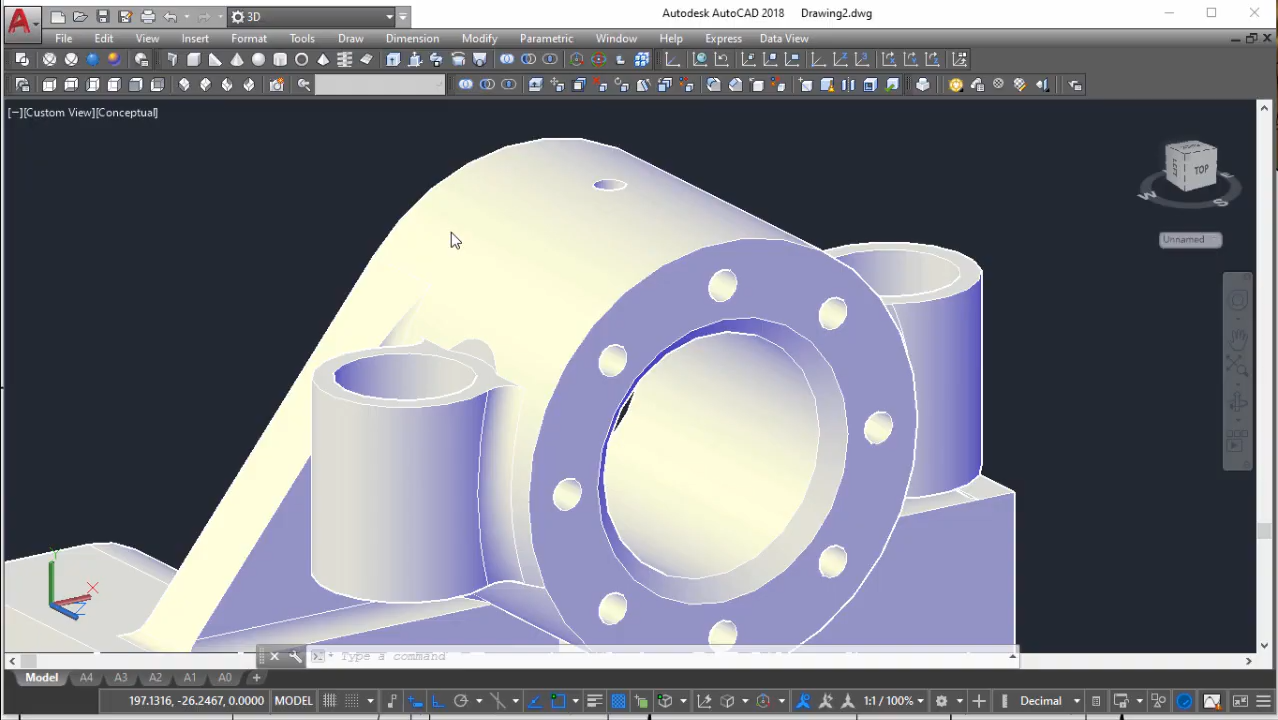 3D
Autodesk AutoCAD 2018 Drawing2.dwg
File Edit View Insert Format Tools Draw Dimension Modify Parametric Window Help Express Data View
[−][Custom View][Conceptual]
TOP
LEFT
W
S
Unnamed
Y
X
Z
Type a command
Model A4 A3 A2 A1 A0 +
197.1316, -26.2467, 0.0000 MODEL 1:1 / 100% Decimal